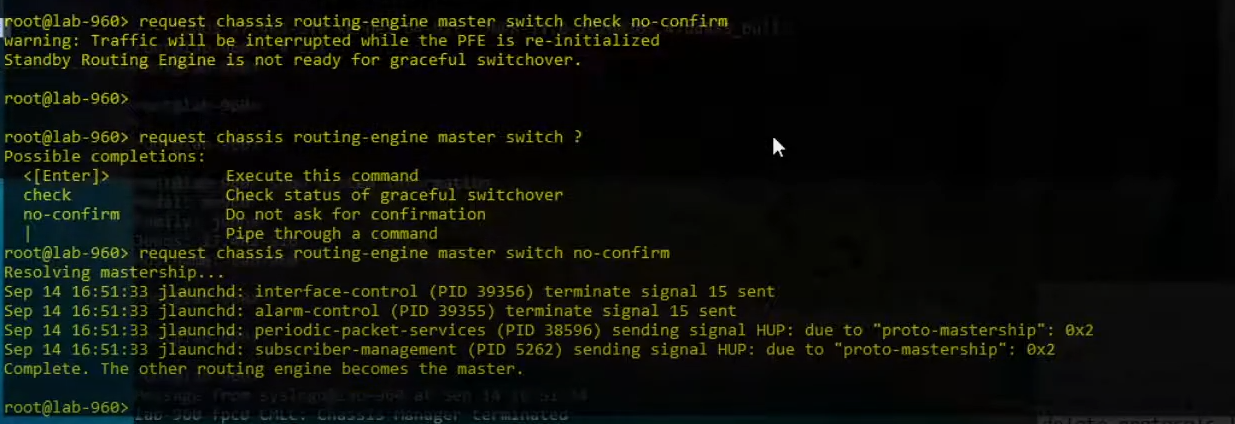 root@lab-960> request chassis routing-engine master switch check no-confirm
warning: Traffic will be interrupted while the PFE is re-initialized
Standby Routing Engine is not ready for graceful switchover.
root@lab-960>
root@lab-960> request chassis routing-engine master switch ?
Possible completions:
<[Enter]> Execute this command
check Check status of graceful switchover
no-confirm Do not ask for confirmation
| Pipe through a command
root@lab-960> request chassis routing-engine master switch no-confirm
Resolving mastership...
Sep 14 16:51:33 jlaunchd: interface-control (PID 39356) terminate signal 15 sent
Sep 14 16:51:33 jlaunchd: alarm-control (PID 39355) terminate signal 15 sent
Sep 14 16:51:33 jlaunchd: periodic-packet-services (PID 38596) sending signal HUP: due to "proto-mastership": 0x2
Sep 14 16:51:33 jlaunchd: subscriber-management (PID 5262) sending signal HUP: due to "proto-mastership": 0x2
Complete. The other routing engine becomes the master.
root@lab-960>
lab-960 fpc0 CMLC: Chassis Manager terminated